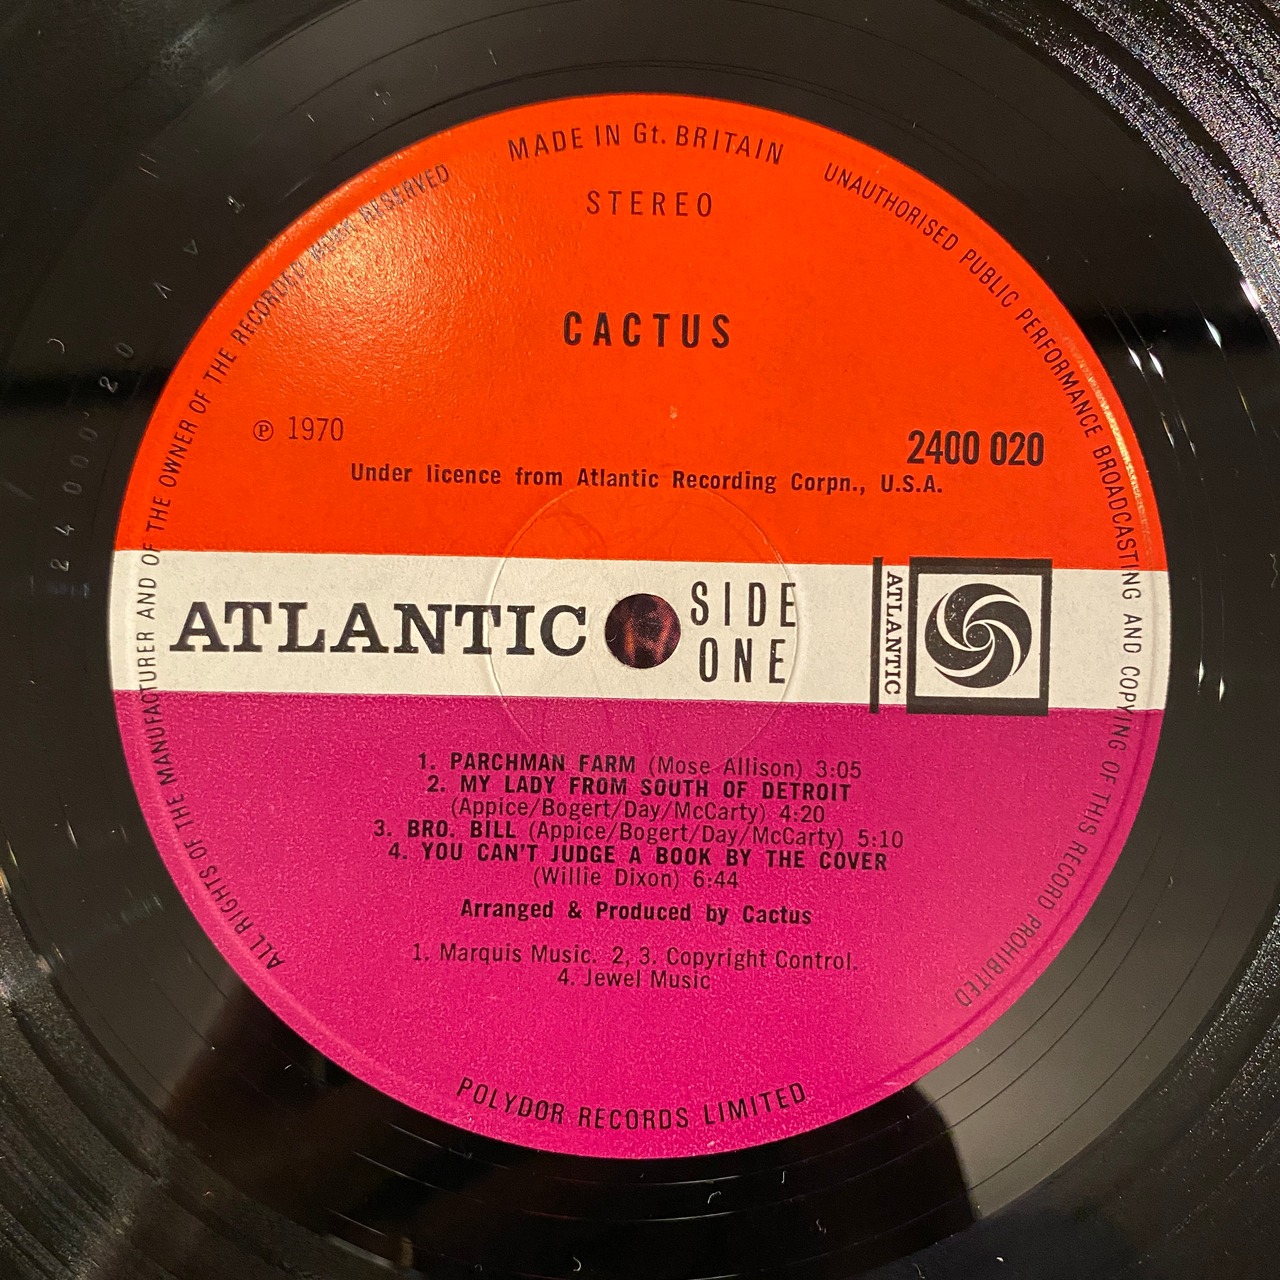 MADE IN Gt. BRITAIN
UNAUTHORISED PUBLIC PERFORMANCE BROADCASTING AND COPYING OF THIS RECORD PROHIBITED
ALL RIGHTS OF THE MANUFACTURER AND OF THE OWNER OF THE RECORDED WORK RESERVED
STEREO
CACTUS
℗ 1970
2400 020
Under licence from Atlantic Recording Corpn., U.S.A.
ATLANTIC
SIDE
ONE
ATLANTIC
1. PARCHMAN FARM (Mose Allison) 3:05
2. MY LADY FROM SOUTH OF DETROIT
(Appice/Bogert/Day/McCarty) 4:20
3. BRO. BILL (Appice/Bogert/Day/McCarty) 5:10
4. YOU CAN'T JUDGE A BOOK BY THE COVER
(Willie Dixon) 6:44
Arranged & Produced by Cactus
1. Marquis Music. 2, 3. Copyright Control.
4. Jewel Music
POLYDOR RECORDS LIMITED